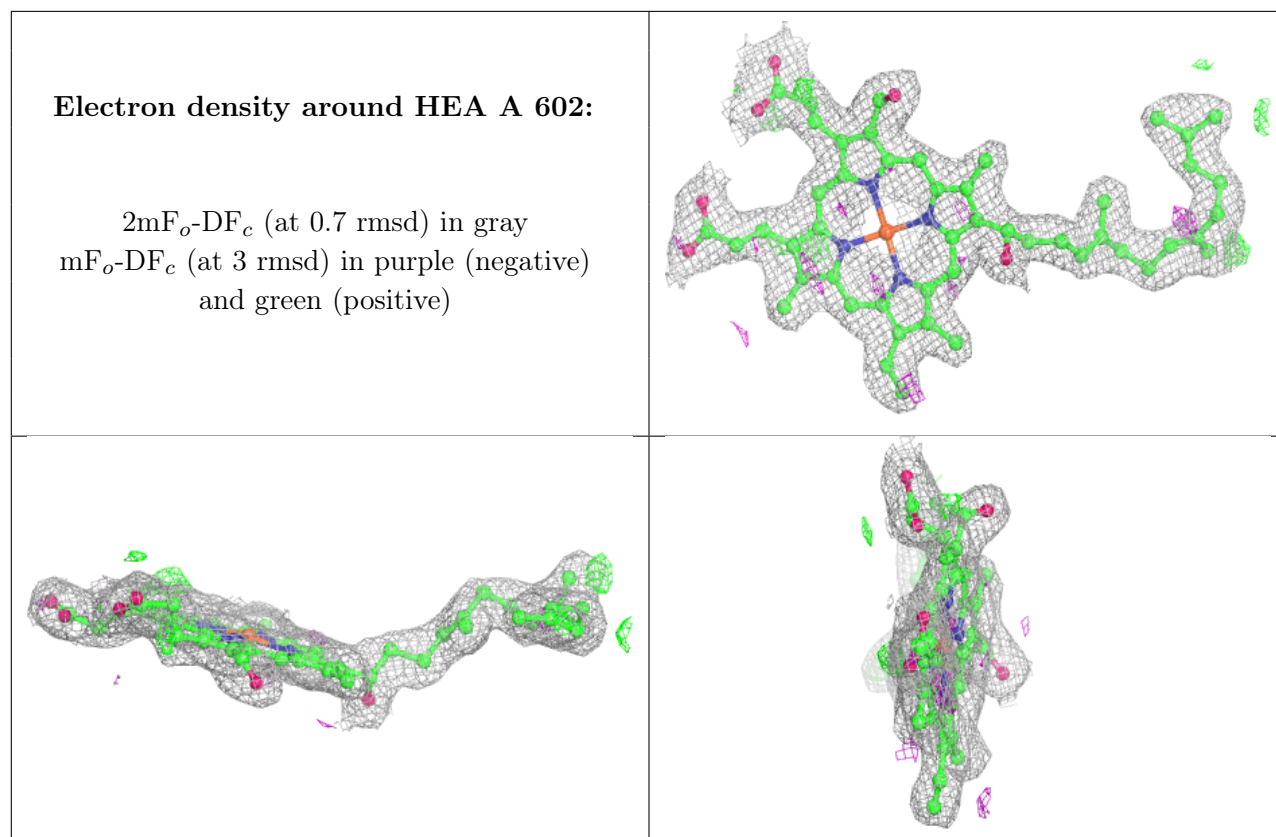 Electron density around HEA A 602:
2mFo-DFc (at 0.7 rmsd) in gray
mFo-DFc (at 3 rmsd) in purple (negative)
and green (positive)